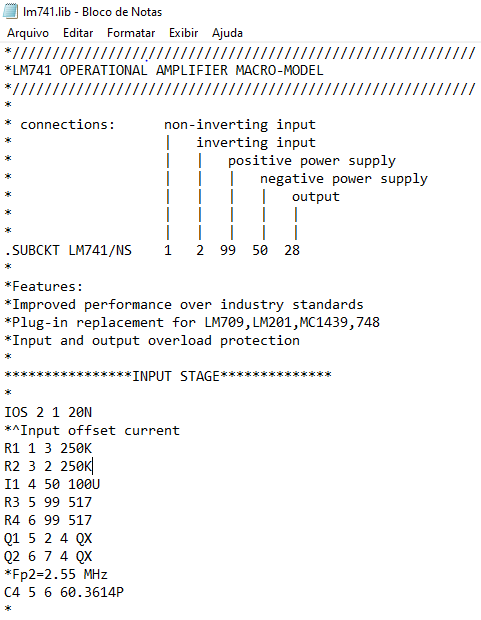 lm741.lib - Bloco de Notas
Arquivo Editar Formatar Exibir Ajuda
*//////////////////////////////////////////////////////////
*LM741 OPERATIONAL AMPLIFIER MACRO-MODEL
*//////////////////////////////////////////////////////////
*
* connections:      non-inverting input
*                   |   inverting input
*                   |   |   positive power supply
*                   |   |   |   negative power supply
*                   |   |   |   |   output
*                   |   |   |   |   |
*                   |   |   |   |   |
.SUBCKT LM741/NS    1   2  99  50  28
*
*Features:
*Improved performance over industry standards
*Plug-in replacement for LM709,LM201,MC1439,748
*Input and output overload protection
*
****************INPUT STAGE**************
*
IOS 2 1 20N
*^Input offset current
R1 1 3 250K
R2 3 2 250K
I1 4 50 100U
R3 5 99 517
R4 6 99 517
Q1 5 2 4 QX
Q2 6 7 4 QX
*Fp2=2.55 MHz
C4 5 6 60.3614P
*